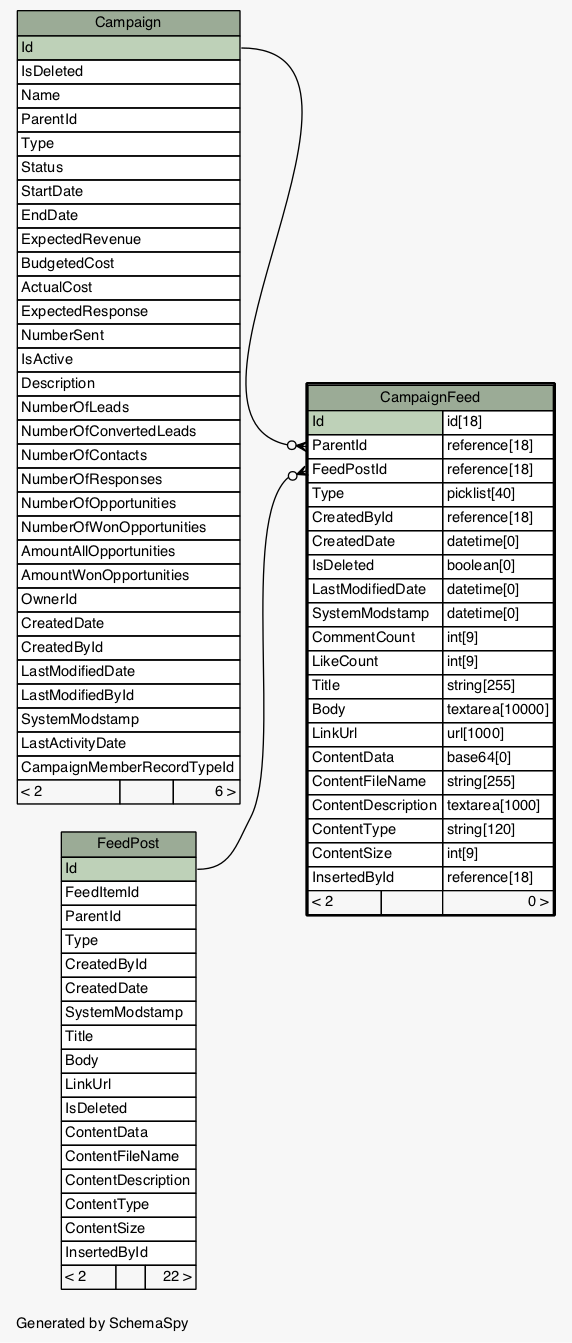 Campaign
Id
IsDeleted
Name
ParentId
Type
Status
StartDate
EndDate
ExpectedRevenue
BudgetedCost
ActualCost
ExpectedResponse
NumberSent
IsActive
Description
NumberOfLeads
NumberOfConvertedLeads
NumberOfContacts
NumberOfResponses
NumberOfOpportunities
NumberOfWonOpportunities
AmountAllOpportunities
AmountWonOpportunities
OwnerId
CreatedDate
CreatedById
LastModifiedDate
LastModifiedById
SystemModstamp
LastActivityDate
CampaignMemberRecordTypeId
< 2 6 >
CampaignFeed
Id id[18]
ParentId reference[18]
FeedPostId reference[18]
Type picklist[40]
CreatedById reference[18]
CreatedDate datetime[0]
IsDeleted boolean[0]
LastModifiedDate datetime[0]
SystemModstamp datetime[0]
CommentCount int[9]
LikeCount int[9]
Title string[255]
Body textarea[10000]
LinkUrl url[1000]
ContentData base64[0]
ContentFileName string[255]
ContentDescription textarea[1000]
ContentType string[120]
ContentSize int[9]
InsertedById reference[18]
< 2 0 >
FeedPost
Id
FeedItemId
ParentId
Type
CreatedById
CreatedDate
SystemModstamp
Title
Body
LinkUrl
IsDeleted
ContentData
ContentFileName
ContentDescription
ContentType
ContentSize
InsertedById
< 2 22 >
Generated by SchemaSpy